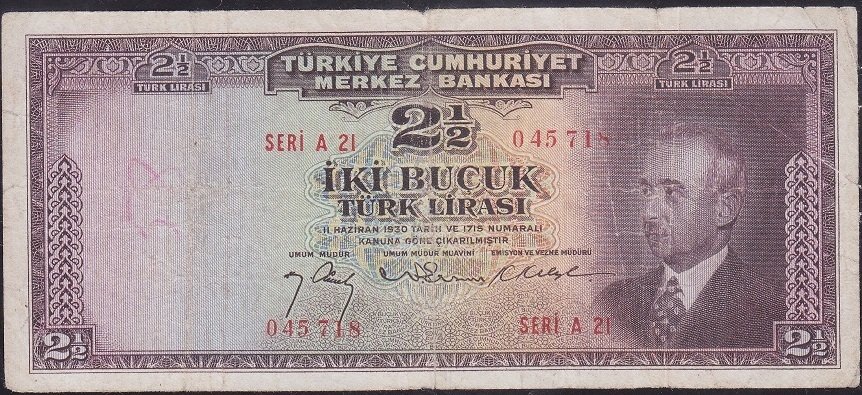 2½
TÜRK LİRASI
TÜRKİYE CUMHURİYET
MERKEZ BANKASI
2½
TÜRK LİRASI
2½
SERİ A 21
045718
İKİ BUÇUK
TÜRK LİRASI
11 HAZİRAN 1930 TARİH VE 1715 NUMARALI
KANUNA GÖRE ÇIKARILMIŞTIR
UMUM MÜDÜR
UMUM MÜDÜR MUAVİNİ
EMİSYON VE VEZNE MÜDÜRÜ
045718
SERİ A 21
2½
2½